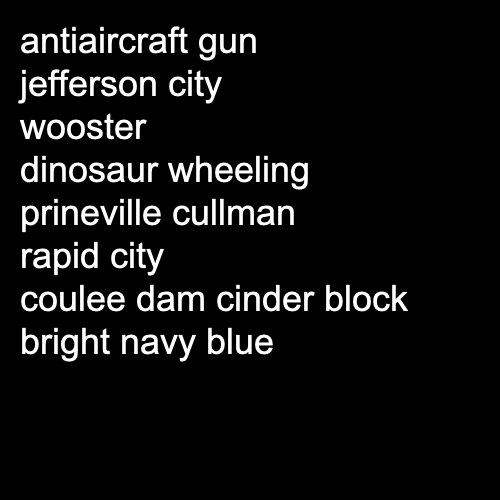 antiaircraft gun
jefferson city
wooster
dinosaur wheeling
prineville cullman
rapid city
coulee dam cinder block
bright navy blue